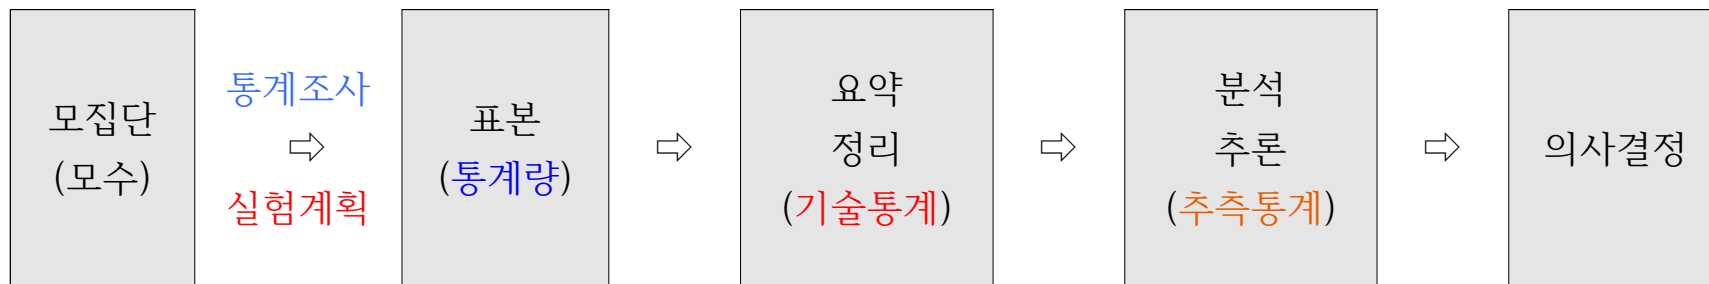 모집단
(모수)
통계조사
⇨
실험계획
표본
(통계량)
⇨
요약
정리
(기술통계)
⇨
분석
추론
(추측통계)
⇨
의사결정